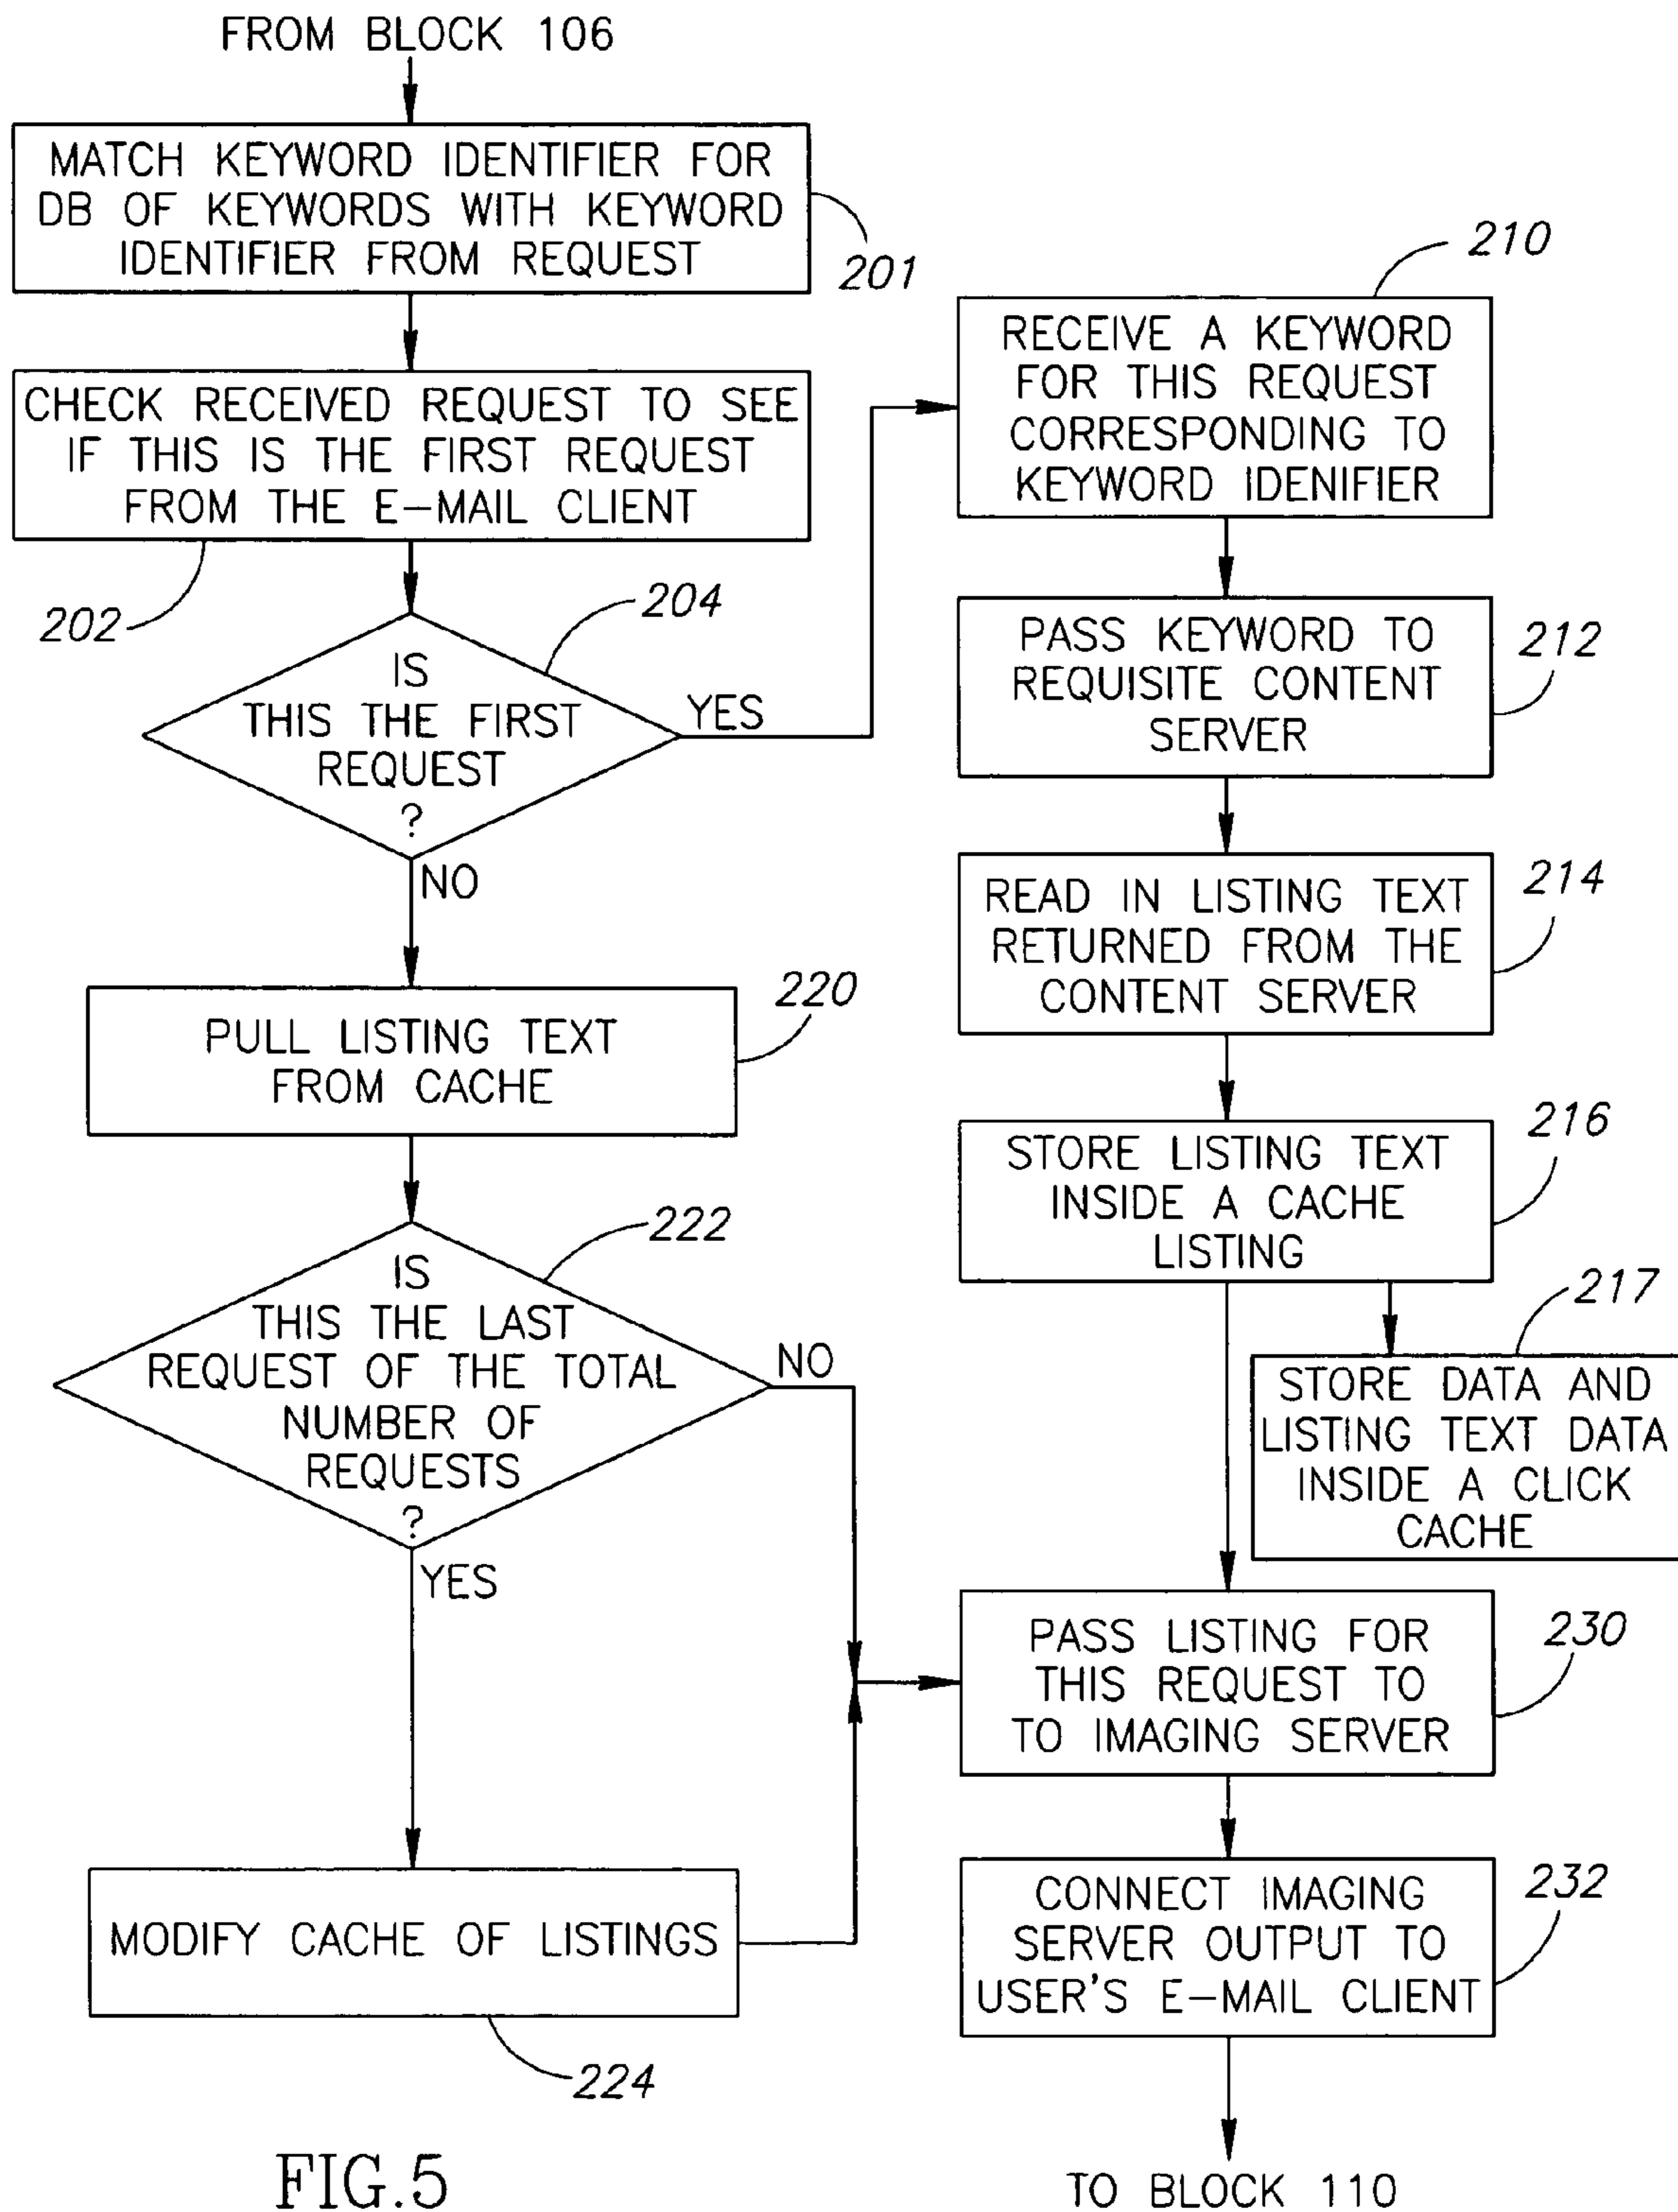 FROM BLOCK 106
MATCH KEYWORD IDENTIFIER FOR
DB OF KEYWORDS WITH KEYWORD
IDENTIFIER FROM REQUEST
201
CHECK RECEIVED REQUEST TO SEE
IF THIS IS THE FIRST REQUEST
FROM THE E-MAIL CLIENT
202
204
IS
THIS THE FIRST
REQUEST
?
YES
NO
220
PULL LISTING TEXT
FROM CACHE
222
IS
THIS THE LAST
REQUEST OF THE TOTAL
NUMBER OF
REQUESTS
?
NO
YES
MODIFY CACHE OF LISTINGS
224
210
RECEIVE A KEYWORD
FOR THIS REQUEST
CORRESPONDING TO
KEYWORD IDENIFIER
PASS KEYWORD TO
REQUISITE CONTENT
SERVER
212
READ IN LISTING TEXT
RETURNED FROM THE
CONTENT SERVER
214
STORE LISTING TEXT
INSIDE A CACHE
LISTING
216
217
STORE DATA AND
LISTING TEXT DATA
INSIDE A CLICK
CACHE
PASS LISTING FOR
THIS REQUEST TO
TO IMAGING SERVER
230
CONNECT IMAGING
SERVER OUTPUT TO
USER'S E-MAIL CLIENT
232
TO BLOCK 110
FIG.5